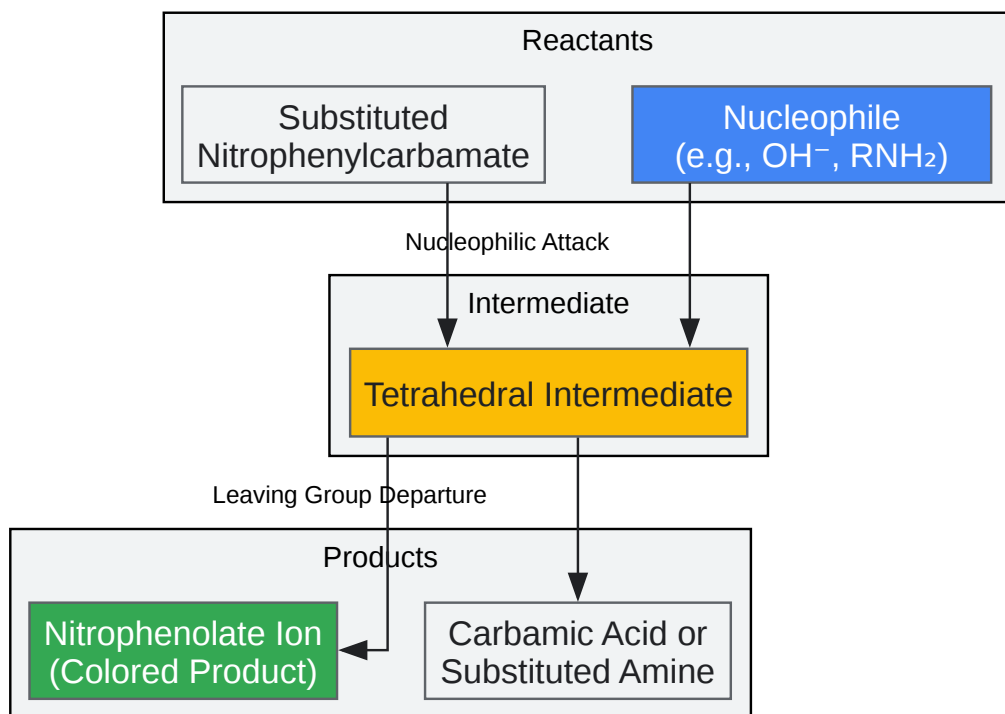 Reactants
Substituted
Nitrophenylcarbamate
Nucleophile
(e.g., OH⁻, RNH₂)
Nucleophilic Attack
Intermediate
Tetrahedral Intermediate
Leaving Group Departure
Products
Nitrophenolate Ion
(Colored Product)
Carbamic Acid or
Substituted Amine